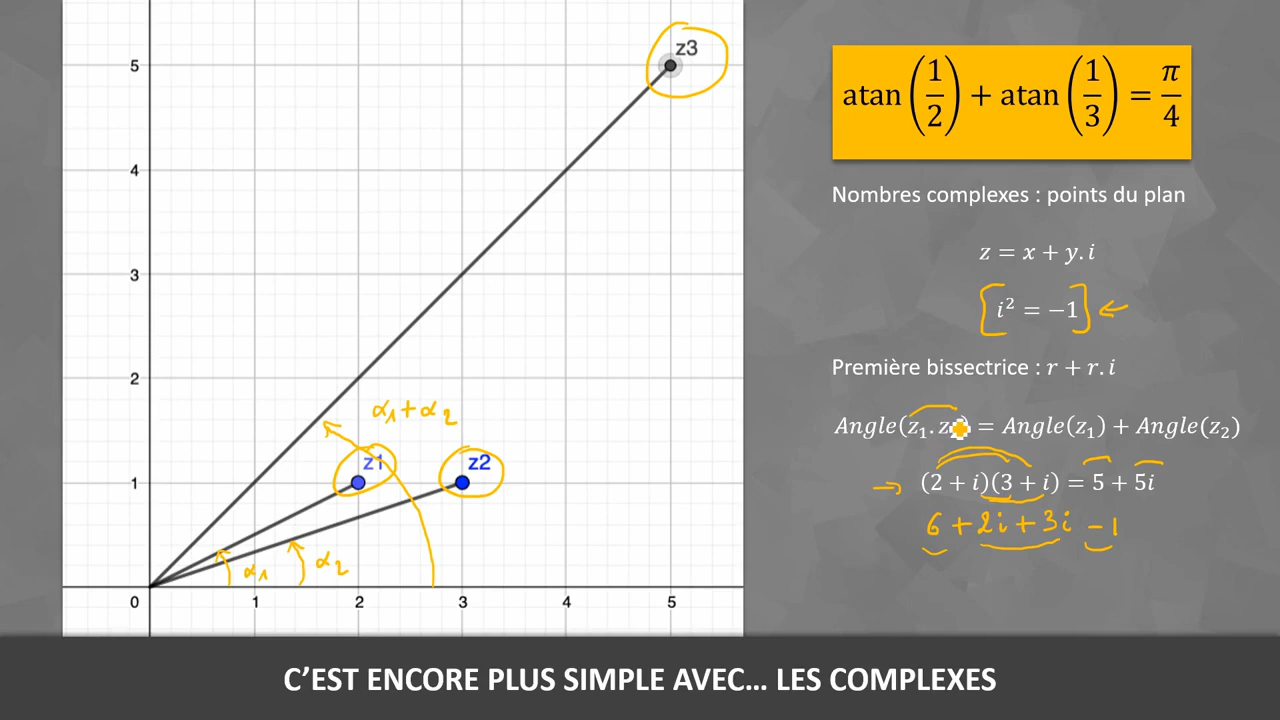 z3
5
4
3
2
1
0
1
2
3
4
5
z1
z2
α₁+α₂
α₁
α₂
atan(1/2) + atan(1/3) = π/4
Nombres complexes : points du plan
z = x + y.i
[i² = −1] ←
Première bissectrice : r + r.i
Angle(z₁.z ) = Angle(z₁) + Angle(z₂)
→ (2 + i)(3 + i) = 5 + 5i
6 + 2i + 3i − 1
C’EST ENCORE PLUS SIMPLE AVEC... LES COMPLEXES